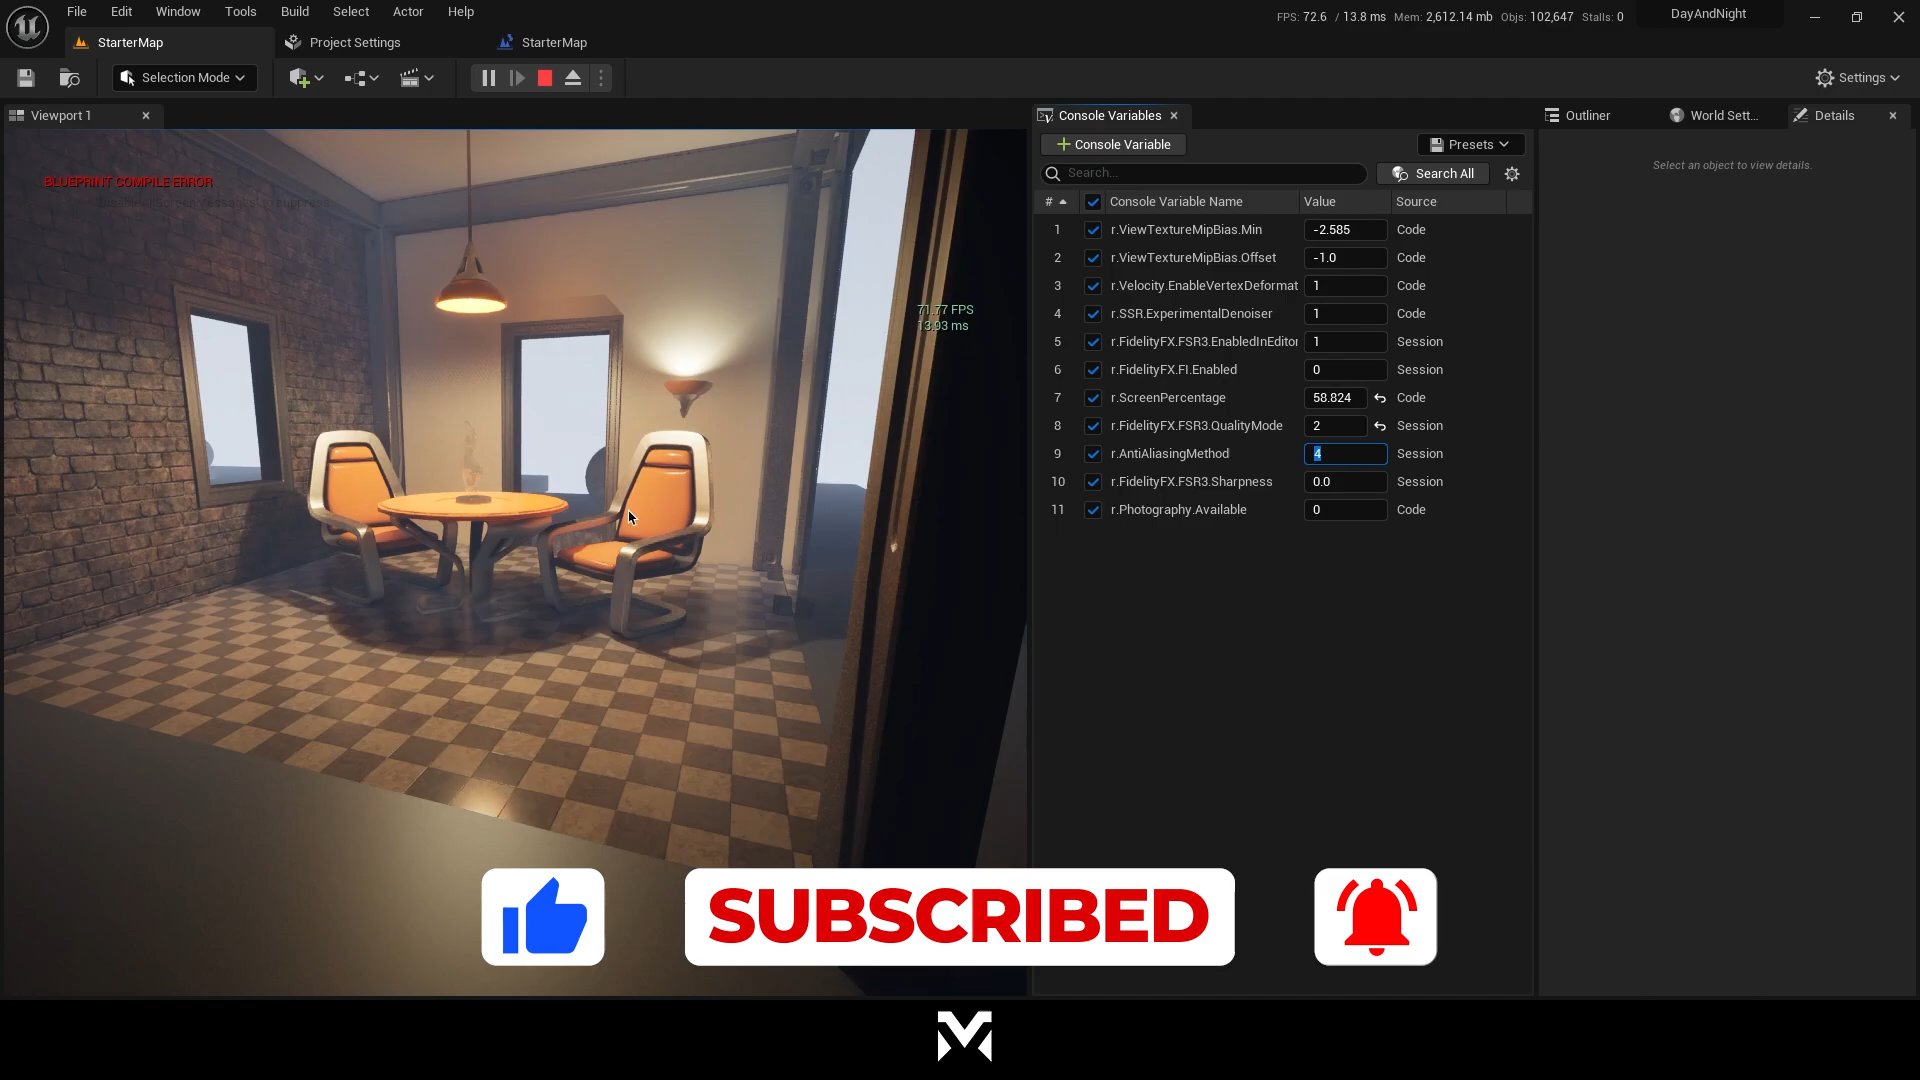 File Edit Window Tools Build Select Actor Help
FPS: 72.6 / 13.8 ms Mem: 2,612.14 mb Objs: 102,647 Stalls: 0 DayAndNight
StarterMap Project Settings StarterMap
Selection Mode Settings
Viewport 1
Console Variables
Outliner World Sett... Details
Console Variable Presets
Search... Search All
Select an object to view details.
# Console Variable Name Value Source
1 r.ViewTextureMipBias.Min -2.585 Code
2 r.ViewTextureMipBias.Offset -1.0 Code
3 r.Velocity.EnableVertexDeformat 1 Code
4 r.SSR.ExperimentalDenoiser 1 Code
5 r.FidelityFX.FSR3.EnabledInEditor 1 Session
6 r.FidelityFX.FI.Enabled 0 Session
7 r.ScreenPercentage 58.824 Code
8 r.FidelityFX.FSR3.QualityMode 2 Session
9 r.AntiAliasingMethod 4 Session
10 r.FidelityFX.FSR3.Sharpness 0.0 Session
11 r.Photography.Available 0 Code
BLUEPRINT COMPILE ERROR
71.77 FPS
13.93 ms
SUBSCRIBED